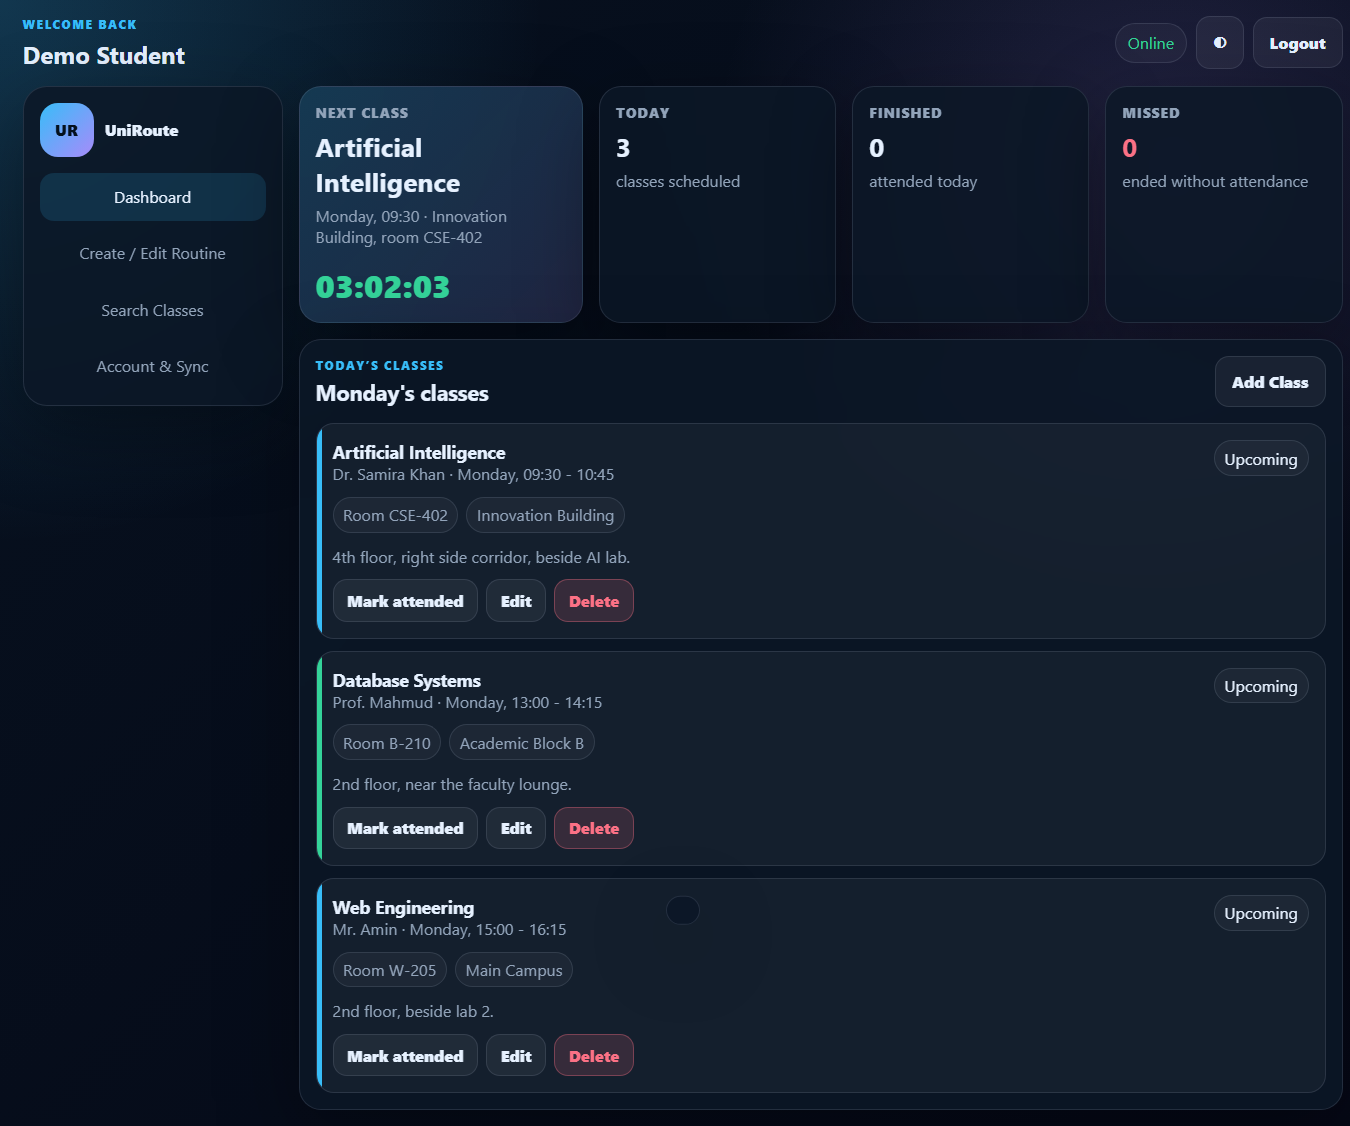 WELCOME BACK
Demo Student
Online
Logout
UR
UniRoute
Dashboard
Create / Edit Routine
Search Classes
Account & Sync
NEXT CLASS
Artificial
Intelligence
Monday, 09:30 · Innovation
Building, room CSE-402
03:02:03
TODAY
3
classes scheduled
FINISHED
0
attended today
MISSED
0
ended without attendance
TODAY'S CLASSES
Monday's classes
Add Class
Artificial Intelligence
Upcoming
Dr. Samira Khan · Monday, 09:30 - 10:45
Room CSE-402
Innovation Building
4th floor, right side corridor, beside AI lab.
Mark attended
Edit
Delete
Database Systems
Upcoming
Prof. Mahmud · Monday, 13:00 - 14:15
Room B-210
Academic Block B
2nd floor, near the faculty lounge.
Mark attended
Edit
Delete
Web Engineering
Upcoming
Mr. Amin · Monday, 15:00 - 16:15
Room W-205
Main Campus
2nd floor, beside lab 2.
Mark attended
Edit
Delete